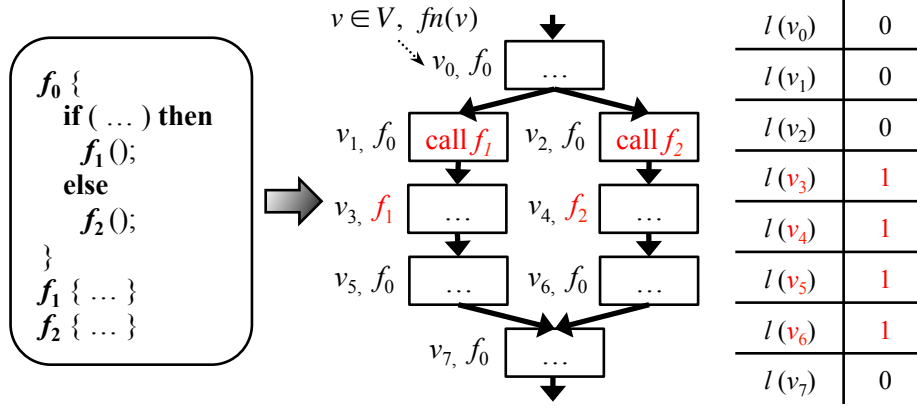 f₀ {
if ( … ) then
f₁ ();
else
f₂ ();
}
f₁ { … }
f₂ { … }
v ∈ V, fn(v)
v₀, f₀
…
v₁, f₀
call f₁
v₂, f₀
call f₂
v₃, f₁
…
v₄, f₂
…
v₅, f₀
…
v₆, f₀
…
v₇, f₀
…
l (v₀) 0
l (v₁) 0
l (v₂) 0
l (v₃) 1
l (v₄) 1
l (v₅) 1
l (v₆) 1
l (v₇) 0